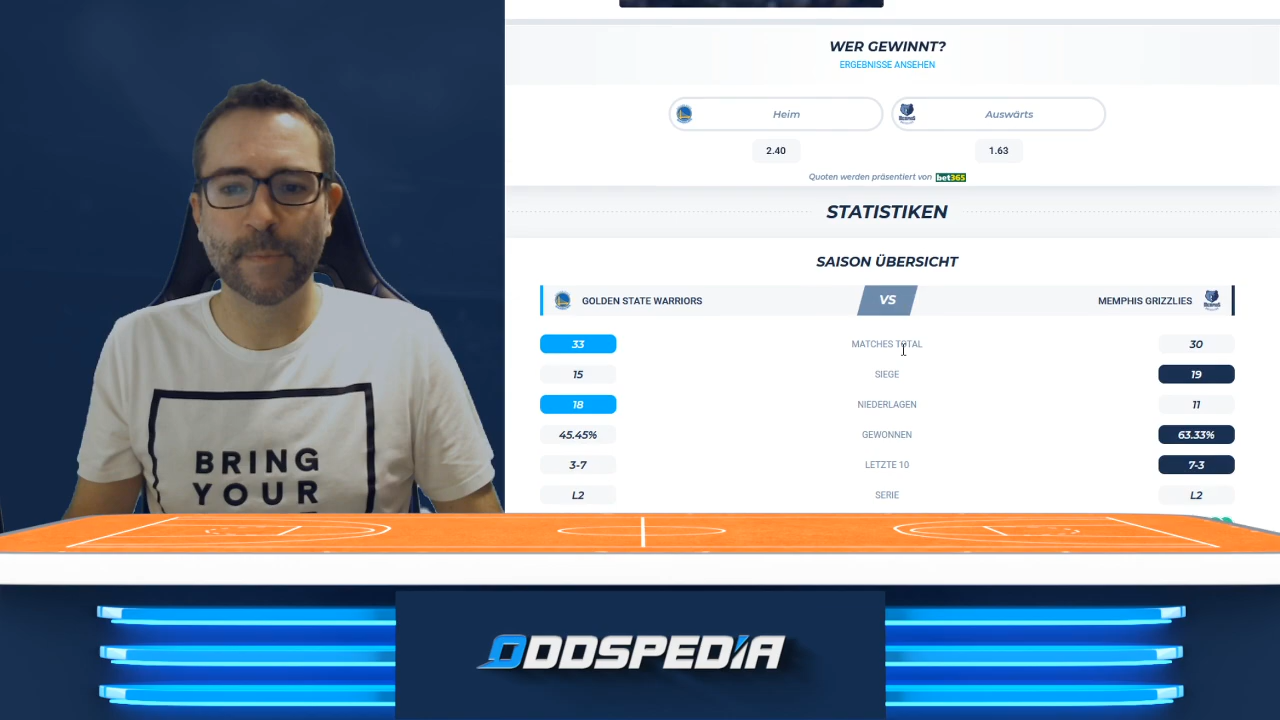 WER GEWINNT?
ERGEBNISSE ANSEHEN
Heim
Auswärts
2.40
1.63
Quoten werden präsentiert von bet365
STATISTIKEN
SAISON ÜBERSICHT
GOLDEN STATE WARRIORS VS MEMPHIS GRIZZLIES
33 MATCHES TOTAL 30
15 SIEGE 19
18 NIEDERLAGEN 11
45.45% GEWONNEN 63.33%
3-7 LETZTE 10 7-3
L2 SERIE L2
BRING
YOUR
ODDSPEDIA